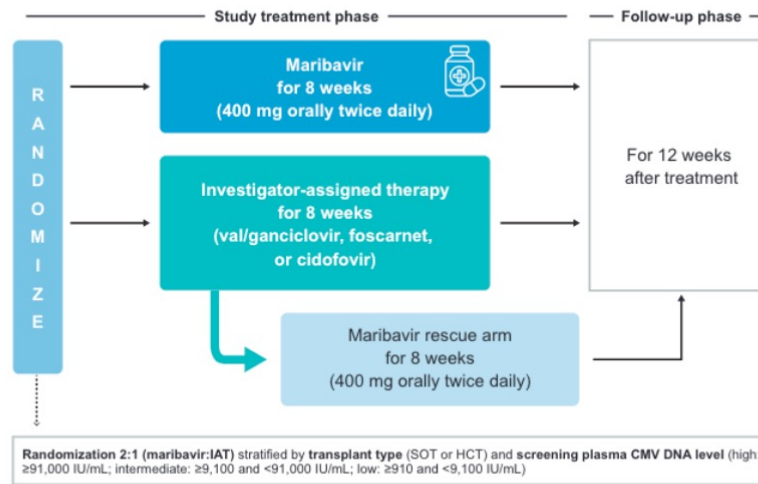 Study treatment phase
Follow-up phase
RANDOMIZE
Maribavir
for 8 weeks
(400 mg orally twice daily)
Investigator-assigned therapy
for 8 weeks
(val/ganciclovir, foscarnet,
or cidofovir)
Maribavir rescue arm
for 8 weeks
(400 mg orally twice daily)
For 12 weeks
after treatment
Randomization 2:1 (maribavir:IAT) stratified by transplant type (SOT or HCT) and screening plasma CMV DNA level (high:
≥91,000 IU/mL; intermediate: ≥9,100 and <91,000 IU/mL; low: ≥910 and <9,100 IU/mL)